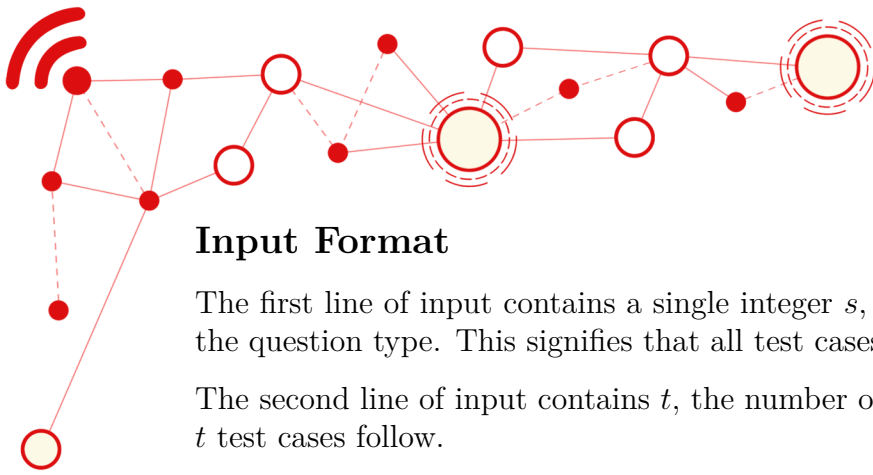 Input Format
The first line of input contains a single integer s,
the question type. This signifies that all test cases
The second line of input contains t, the number
t test cases follow.